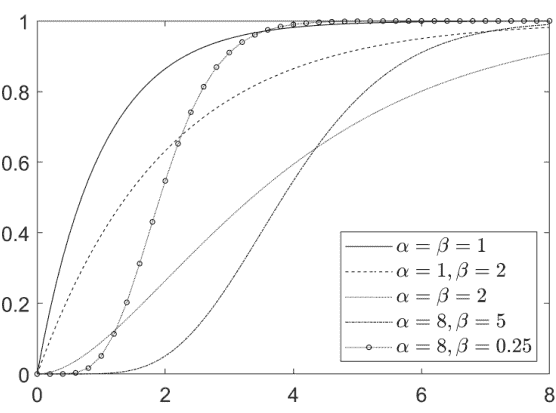 1
0.8
0.6
0.4
0.2
0
0 2 4 6 8
α = β = 1
α = 1, β = 2
α = β = 2
α = 8, β = 5
α = 8, β = 0.25